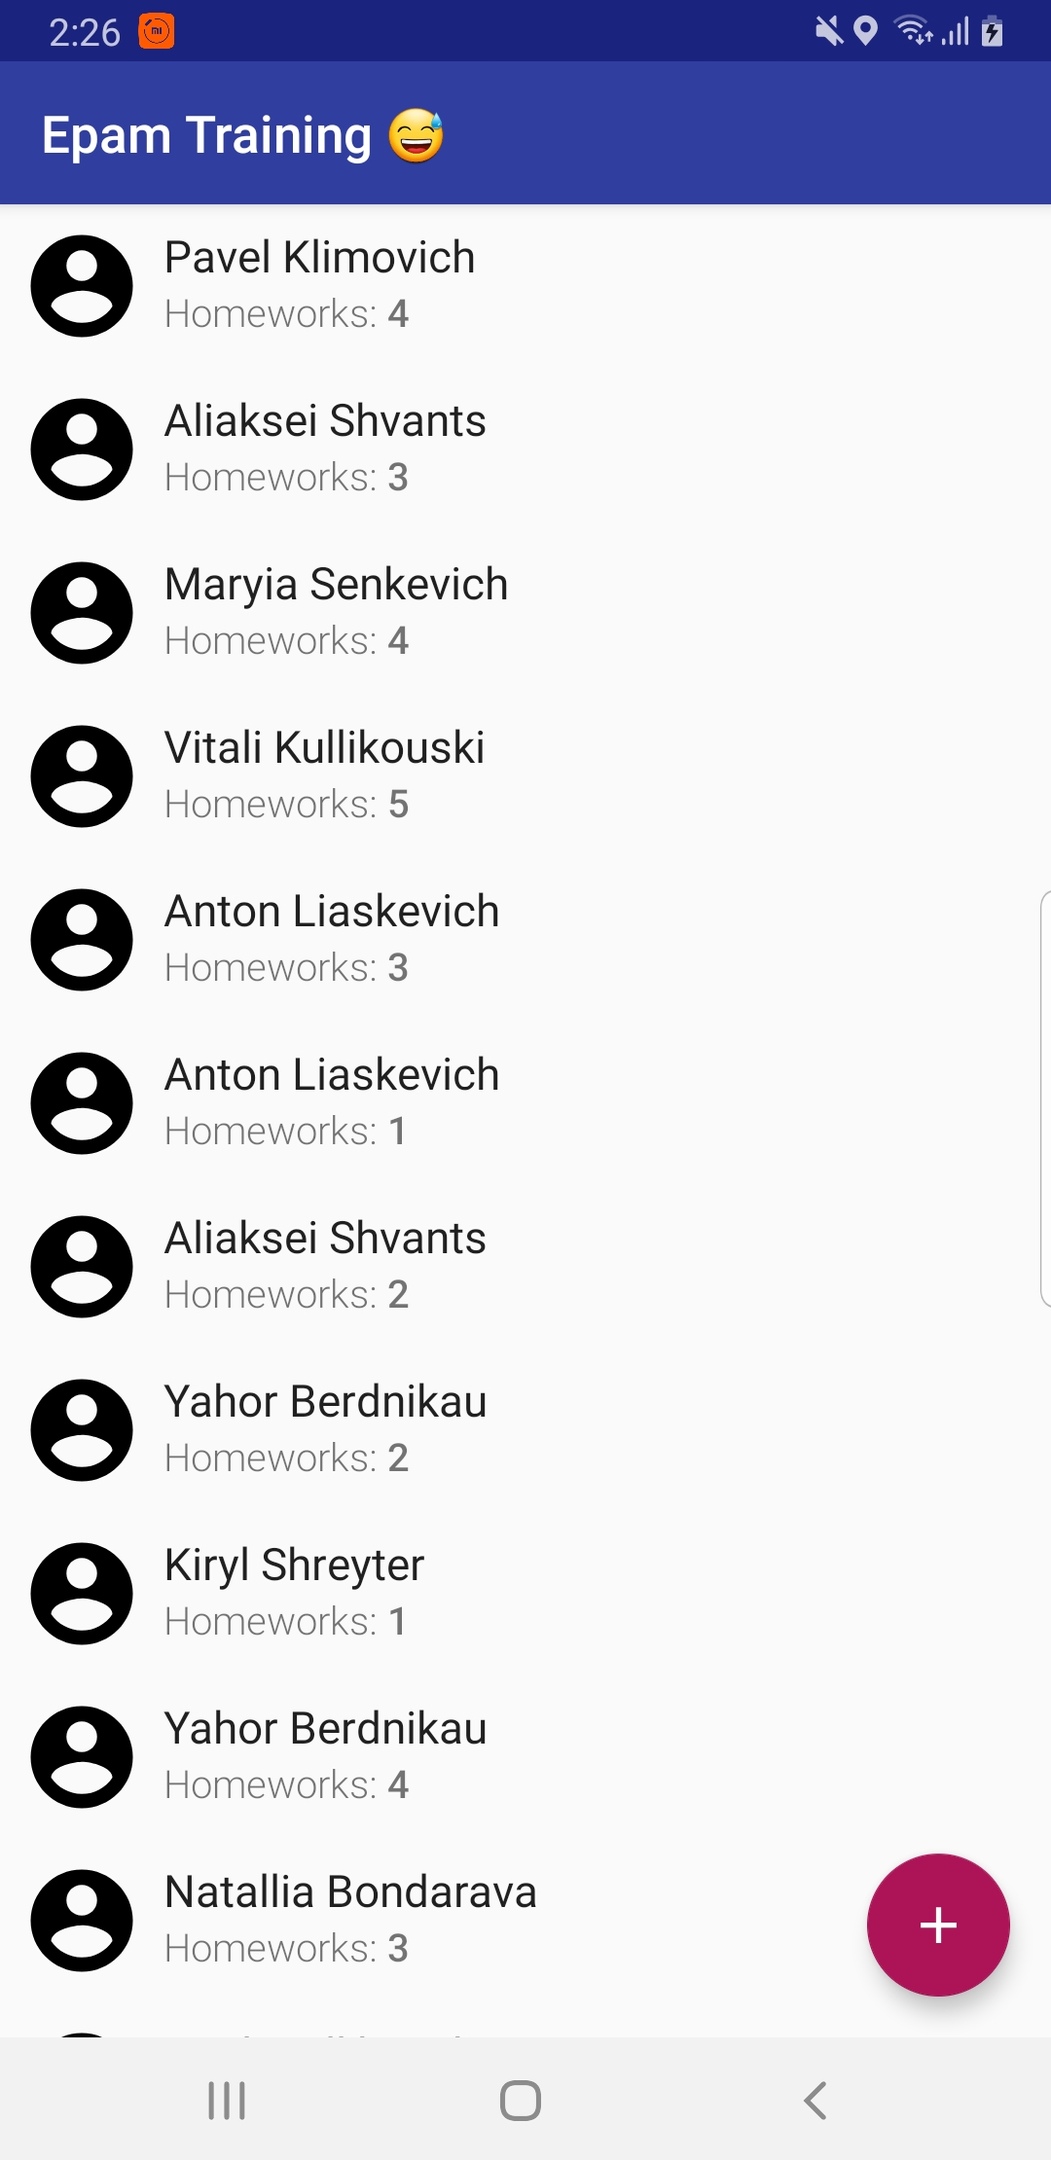 2:26
Epam Training 😅
Pavel Klimovich
Homeworks: 4
Aliaksei Shvants
Homeworks: 3
Maryia Senkevich
Homeworks: 4
Vitali Kullikouski
Homeworks: 5
Anton Liaskevich
Homeworks: 3
Anton Liaskevich
Homeworks: 1
Aliaksei Shvants
Homeworks: 2
Yahor Berdnikau
Homeworks: 2
Kiryl Shreyter
Homeworks: 1
Yahor Berdnikau
Homeworks: 4
Natallia Bondarava
Homeworks: 3